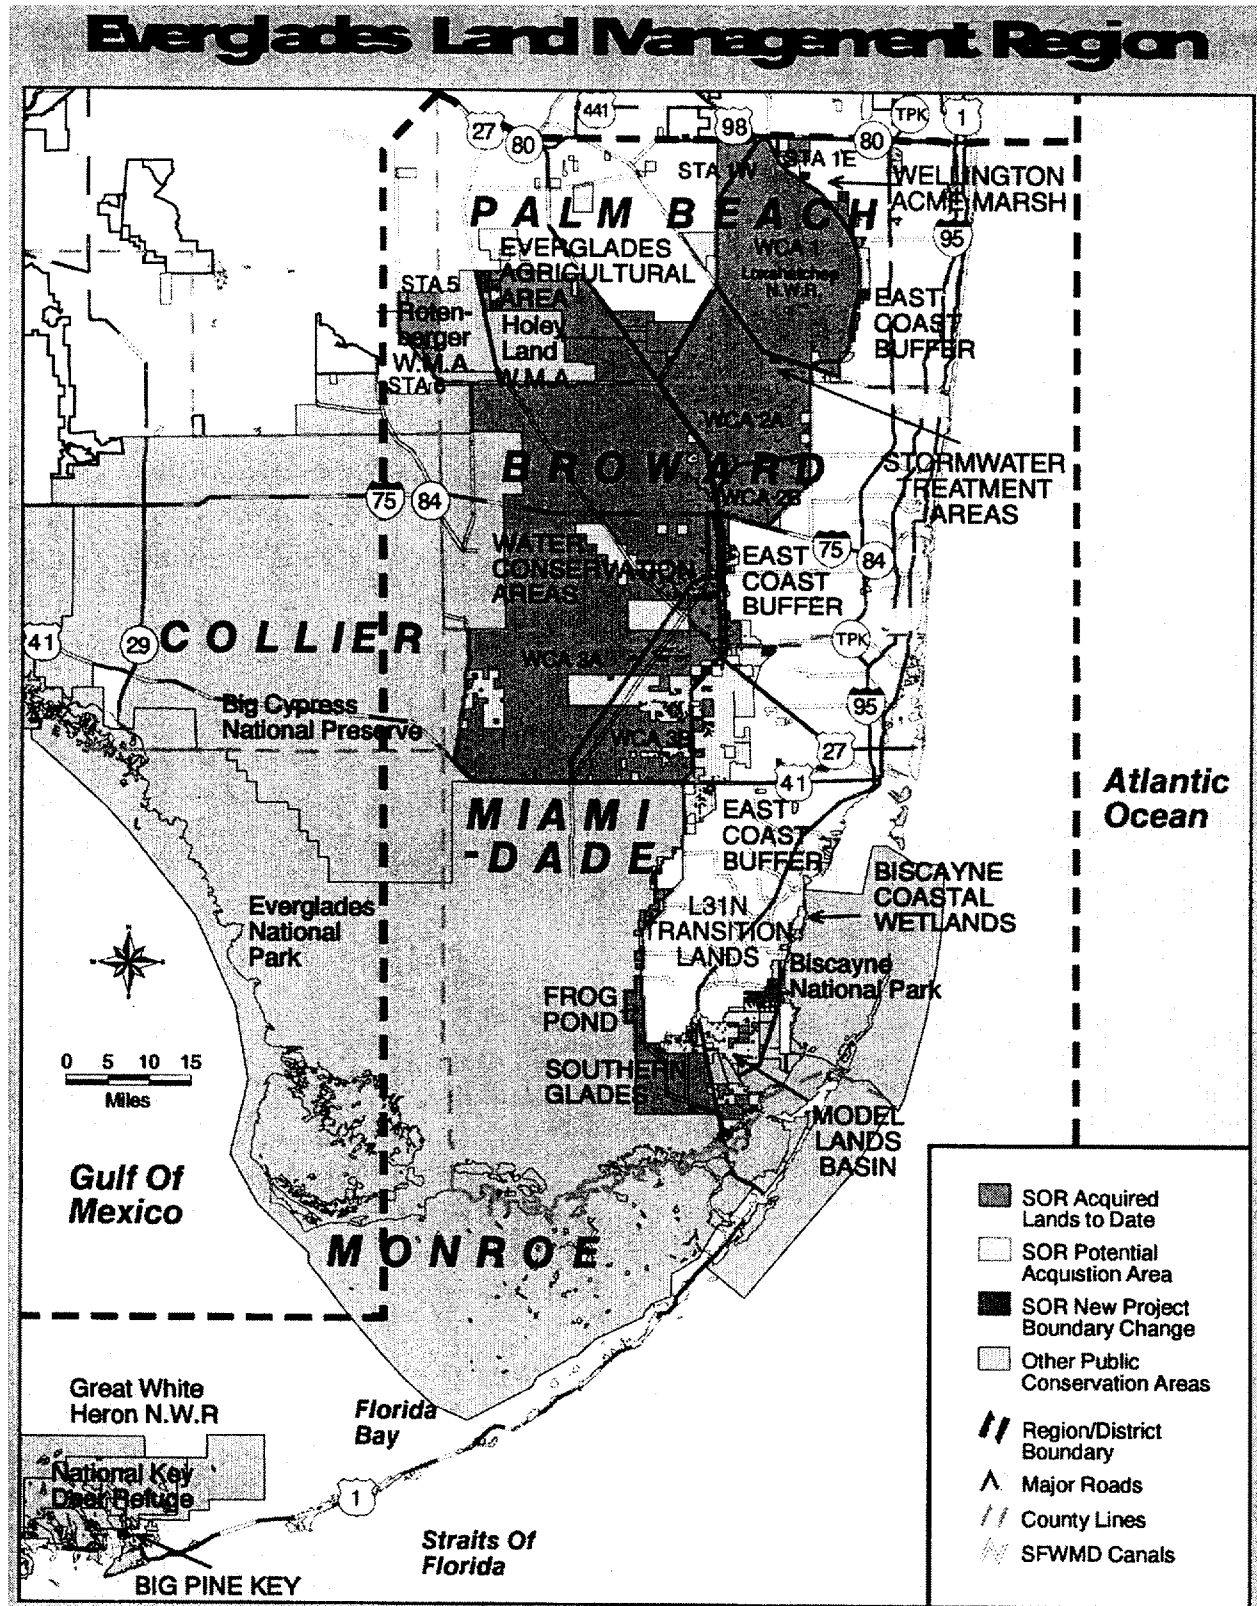 Everglades Land Management Region
27
80
441
98
80
TPK
1
STA 1W
STA 1E
WELLINGTON
ACME MARSH
PALM BEACH
95
WCA 1
Loxahatchee
N.W.R.
EVERGLADES
AGRICULTURAL
AREA
STA 5
Roten-
berger
W.M.A
STA 6
Holey
Land
W.M.A.
EAST
COAST
BUFFER
WCA 2A
BROWARD
STORMWATER
TREATMENT
AREAS
WCA 2B
75
84
WATER
CONSERVATION
AREAS
75
84
EAST
COAST
BUFFER
41
29
COLLIER
TPK
WCA 3A
95
Big Cypress
National Preserve
WCA 3B
27
41
Atlantic
Ocean
MIAMI
-DADE
EAST
COAST
BUFFER
BISCAYNE
COASTAL
WETLANDS
Everglades
National
Park
L31N
TRANSITION
LANDS
Biscayne
National Park
FROG
POND
0 5 10 15
Miles
SOUTHERN
GLADES
MODEL
LANDS
BASIN
Gulf Of
Mexico
MONROE
SOR Acquired
Lands to Date
SOR Potential
Acquistion Area
SOR New Project
Boundary Change
Other Public
Conservation Areas
Region/District
Boundary
Major Roads
County Lines
SFWMD Canals
Great White
Heron N.W.R
Florida
Bay
National Key
Deer Refuge
1
Straits Of
Florida
BIG PINE KEY